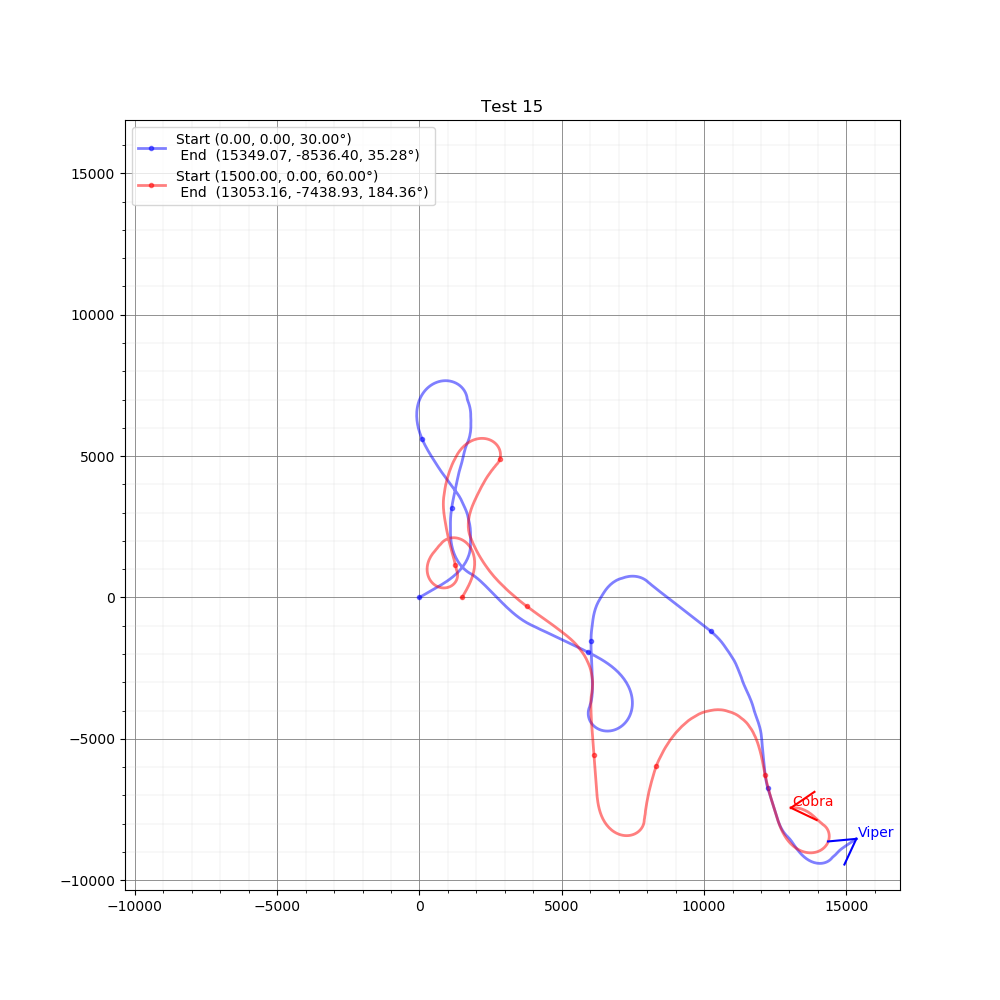 Test 15
Start (0.00, 0.00, 30.00°)
End  (15349.07, -8536.40, 35.28°)
Start (1500.00, 0.00, 60.00°)
End  (13053.16, -7438.93, 184.36°)
15000
10000
5000
0
−5000
−10000
Cobra
Viper
−10000 −5000 0 5000 10000 15000